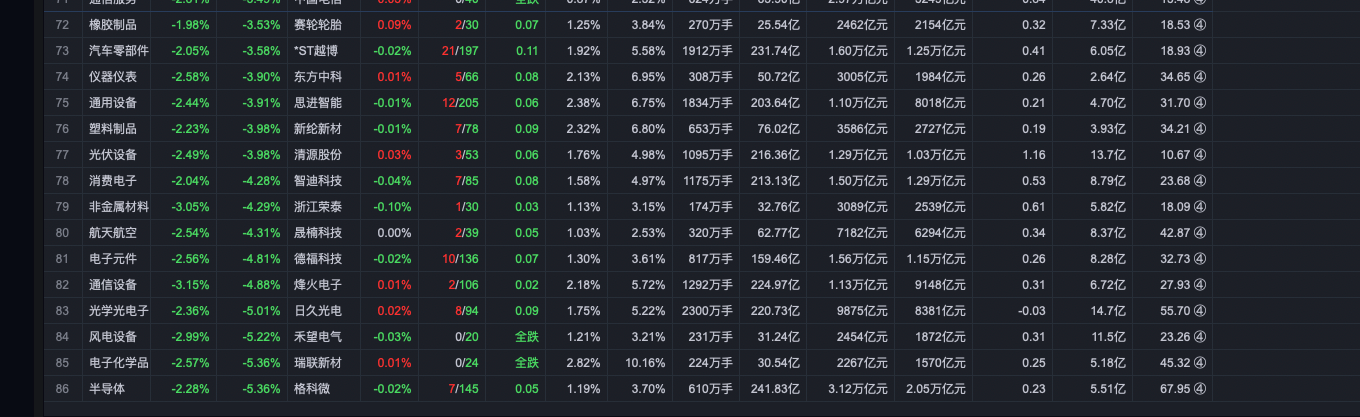 72 橡胶制品 -1.98% -3.53% 赛轮轮胎 0.09% 2/30 0.07 1.25% 3.84% 270万手 25.54亿 2462亿元 2154亿元 0.32 7.33亿 18.53 ④
73 汽车零部件 -2.05% -3.58% *ST越博 -0.02% 21/197 0.11 1.92% 5.58% 1912万手 231.74亿 1.60万亿元 1.25万亿元 0.41 6.05亿 18.93 ④
74 仪器仪表 -2.58% -3.90% 东方中科 0.01% 5/66 0.08 2.13% 6.95% 308万手 50.72亿 3005亿元 1984亿元 0.26 2.64亿 34.65 ④
75 通用设备 -2.44% -3.91% 思进智能 -0.01% 12/205 0.06 2.38% 6.75% 1834万手 203.64亿 1.10万亿元 8018亿元 0.21 4.70亿 31.70 ④
76 塑料制品 -2.23% -3.98% 新纶新材 -0.01% 7/78 0.09 2.32% 6.80% 653万手 76.02亿 3586亿元 2727亿元 0.19 3.93亿 34.21 ④
77 光伏设备 -2.49% -3.98% 清源股份 0.03% 3/53 0.06 1.76% 4.98% 1095万手 216.36亿 1.29万亿元 1.03万亿元 1.16 13.7亿 10.67 ④
78 消费电子 -2.04% -4.28% 智迪科技 -0.04% 7/85 0.08 1.58% 4.97% 1175万手 213.13亿 1.50万亿元 1.29万亿元 0.53 8.79亿 23.68 ④
79 非金属材料 -3.05% -4.29% 浙江荣泰 -0.10% 1/30 0.03 1.13% 3.15% 174万手 32.76亿 3089亿元 2539亿元 0.61 5.82亿 18.09 ④
80 航天航空 -2.54% -4.31% 晟楠科技 0.00% 2/39 0.05 1.03% 2.53% 320万手 62.77亿 7182亿元 6294亿元 0.34 8.37亿 42.87 ④
81 电子元件 -2.56% -4.81% 德福科技 -0.02% 10/136 0.07 1.30% 3.61% 817万手 159.46亿 1.56万亿元 1.15万亿元 0.26 8.28亿 32.73 ④
82 通信设备 -3.15% -4.88% 烽火电子 0.01% 2/106 0.02 2.18% 5.72% 1292万手 224.97亿 1.13万亿元 9148亿元 0.31 6.72亿 27.93 ④
83 光学光电子 -2.36% -5.01% 日久光电 0.02% 8/94 0.09 1.75% 5.22% 2300万手 220.73亿 9875亿元 8381亿元 -0.03 14.7亿 55.70 ④
84 风电设备 -2.99% -5.22% 禾望电气 -0.03% 0/20 全跌 1.21% 3.21% 231万手 31.24亿 2454亿元 1872亿元 0.31 11.5亿 23.26 ④
85 电子化学品 -2.57% -5.36% 瑞联新材 0.01% 0/24 全跌 2.82% 10.16% 224万手 30.54亿 2267亿元 1570亿元 0.25 5.18亿 45.32 ④
86 半导体 -2.28% -5.36% 格科微 -0.02% 7/145 0.05 1.19% 3.70% 610万手 241.83亿 3.12万亿元 2.05万亿元 0.23 5.51亿 67.95 ④